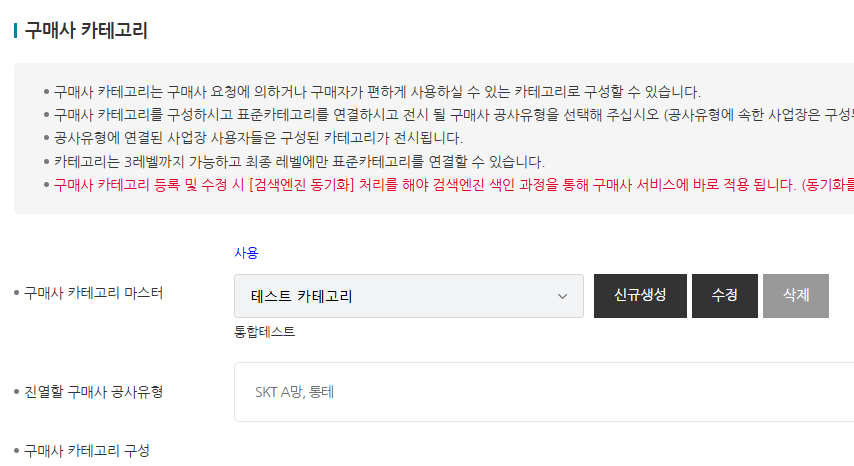 구매사 카테고리
구매사 카테고리는 구매사 요청에 의하거나 구매자가 편하게 사용하실 수 있는 카테고리로 구성할 수 있습니다.
구매사 카테고리를 구성하시고 표준카테고리를 연결하시고 전시 될 구매사 공사유형을 선택해 주십시오 (공사유형에 속한 사업장은 구성
공사유형에 연결된 사업장 사용자들은 구성된 카테고리가 전시됩니다.
카테고리는 3레벨까지 가능하고 최종 레벨에만 표준카테고리를 연결할 수 있습니다.
구매사 카테고리 등록 및 수정 시 [검색엔진 동기화] 처리를 해야 검색엔진 색인 과정을 통해 구매사 서비스에 바로 적용 됩니다. (동기화를
사용
구매사 카테고리 마스터
테스트 카테고리
신규생성
수정
삭제
통합테스트
진열할 구매사 공사유형
SKT A망, 통테
구매사 카테고리 구성